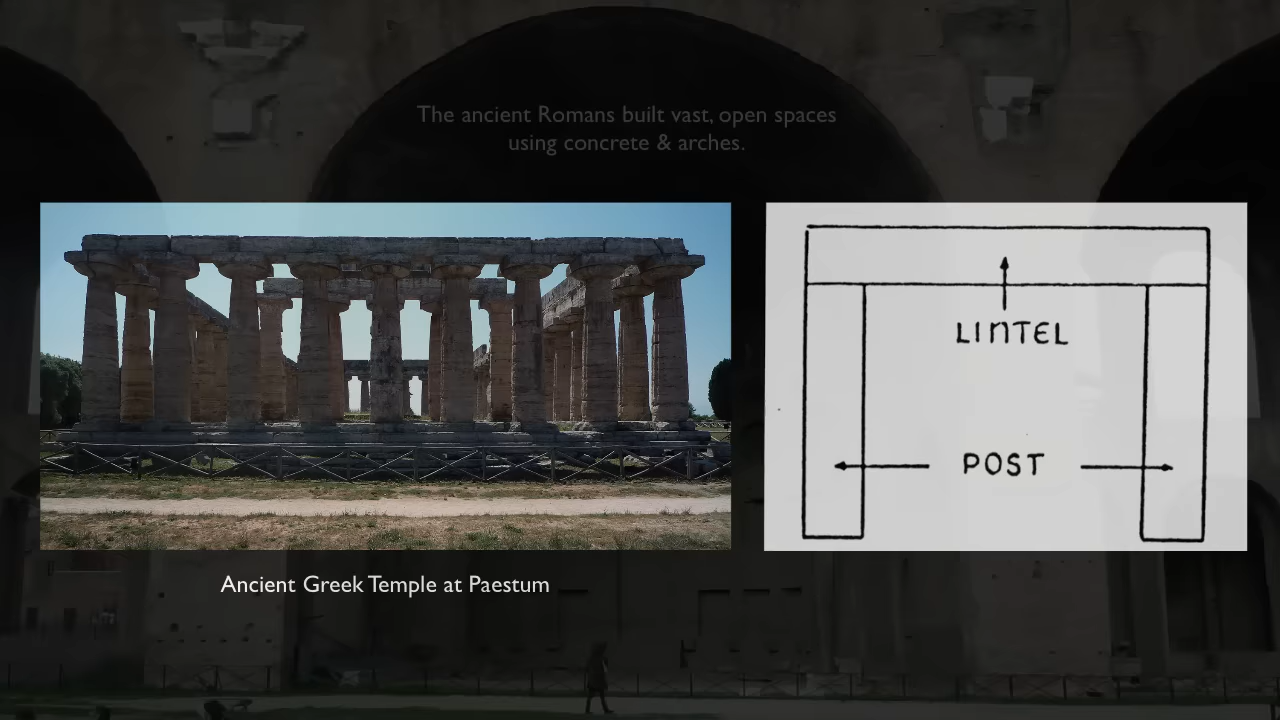 The ancient Romans built vast, open spaces
using concrete & arches.
LINTEL
POST
Ancient Greek Temple at Paestum